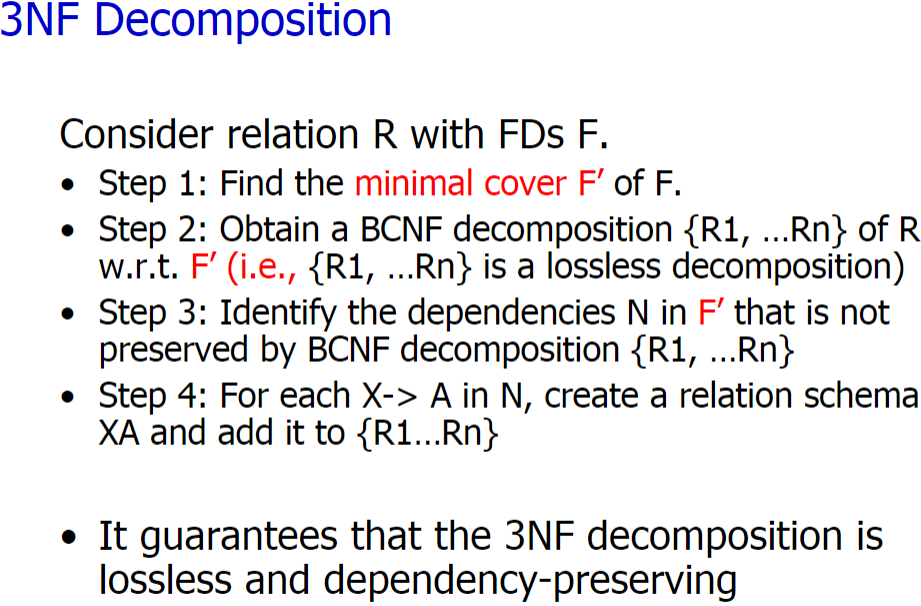 3NF Decomposition
Consider relation R with FDs F.
• Step 1: Find the minimal cover F’ of F.
• Step 2: Obtain a BCNF decomposition {R1, …Rn} of R
w.r.t. F’ (i.e., {R1, …Rn} is a lossless decomposition)
• Step 3: Identify the dependencies N in F’ that is not
preserved by BCNF decomposition {R1, …Rn}
• Step 4: For each X-> A in N, create a relation schema
XA and add it to {R1…Rn}
• It guarantees that the 3NF decomposition is
lossless and dependency-preserving